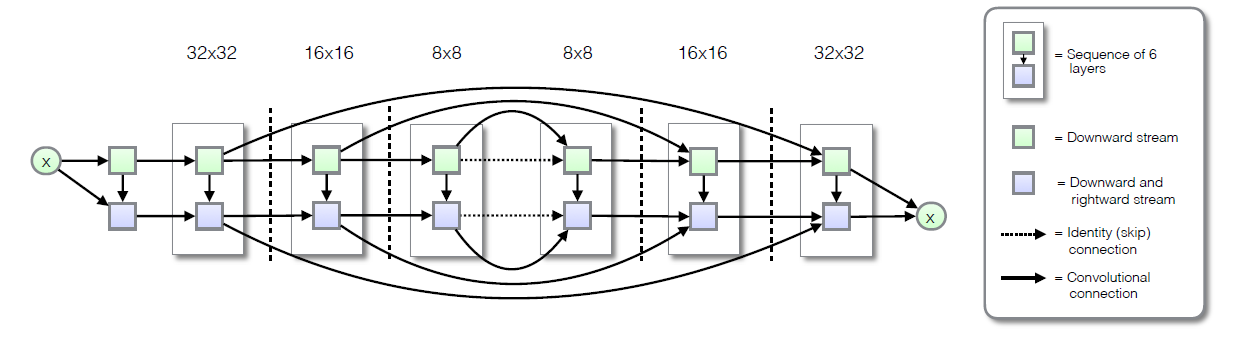 32x32 16x16 8x8 8x8 16x16 32x32
x
x
= Sequence of 6
layers
= Downward stream
= Downward and
rightward stream
= Identity (skip)
connection
= Convolutional
connection